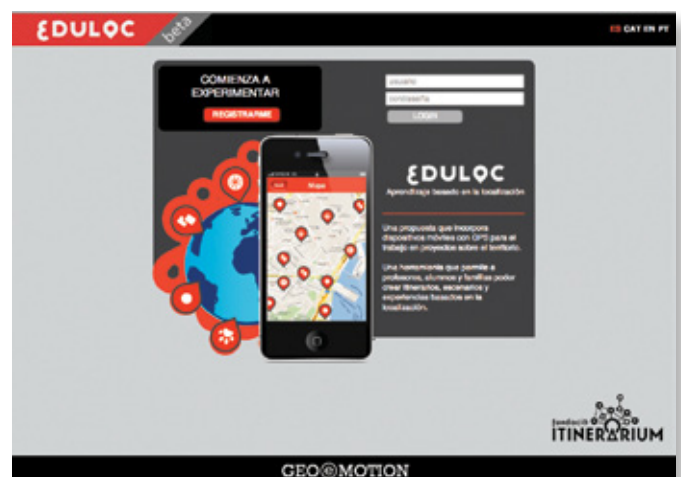 EDULOC
beta
ES CAT EN PT
COMIENZA A
EXPERIMENTAR
REGISTRARME
usuario
contraseña
LOGIN
Mapa
EDULOC
Aprendizaje basado en la localización
Una propuesta que incorpora
dispositivos móviles con GPS para el
trabajo en proyectos sobre el territorio.
Una herramienta que permite a
profesores, alumnos y familias poder
crear itinerarios, escenarios y
experiencias basados en la
localización.
fundació
ITINERARIUM
GEO@MOTION